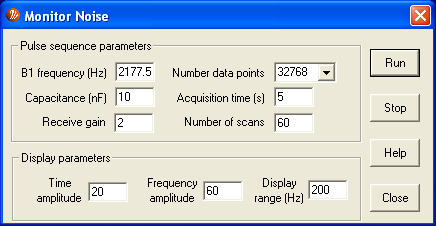 Monitor Noise
Pulse sequence parameters
B1 frequency (Hz) 2177.5 Number data points 32768 Run
Capacitance (nF) 10 Acquisition time (s) 5 Stop
Receive gain 2 Number of scans 60
Help
Display parameters
Time amplitude 20 Frequency amplitude 60 Display range (Hz) 200
Close